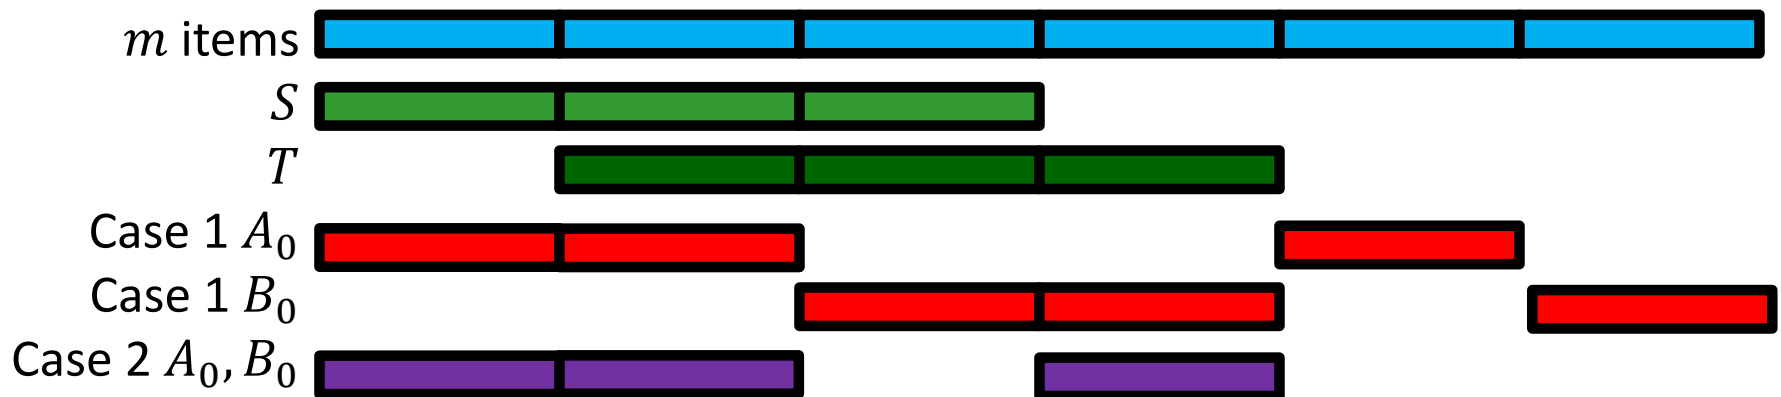 m items
S
T
Case 1 A₀
Case 1 B₀
Case 2 A₀, B₀